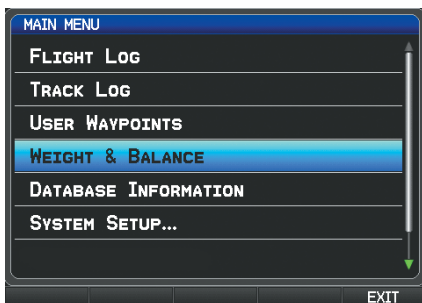 MAIN MENU
FLIGHT LOG
TRACK LOG
USER WAYPOINTS
WEIGHT & BALANCE
DATABASE INFORMATION
SYSTEM SETUP...
EXIT